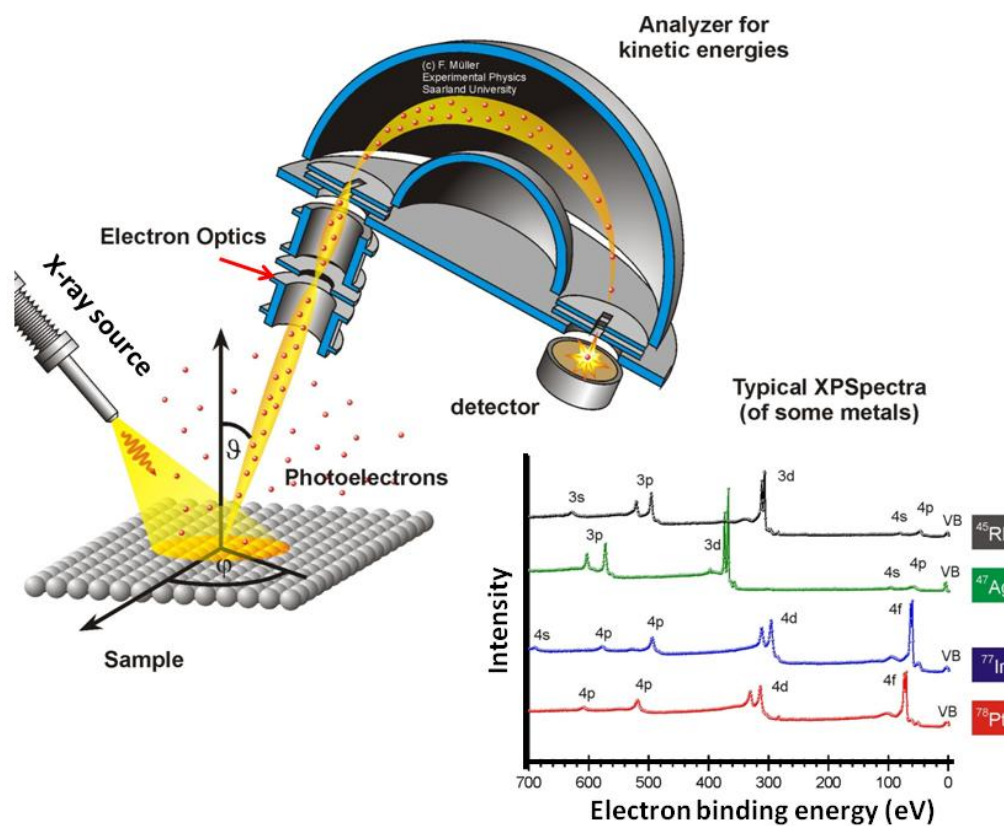 Analyzer for
kinetic energies
(c) F. Müller
Experimental Physics
Saarland University
Electron Optics
X-ray source
detector
ϑ
Photoelectrons
φ
Sample
Typical XPSpectra
(of some metals)
Intensity
3s 3p 3d 4s 4p VB
3p 3d 4s 4p VB
47Ag
4s 4p 4p 4d 4f VB
4p 4p 4d 4f VB
700 600 500 400 300 200 100 0
Electron binding energy (eV)